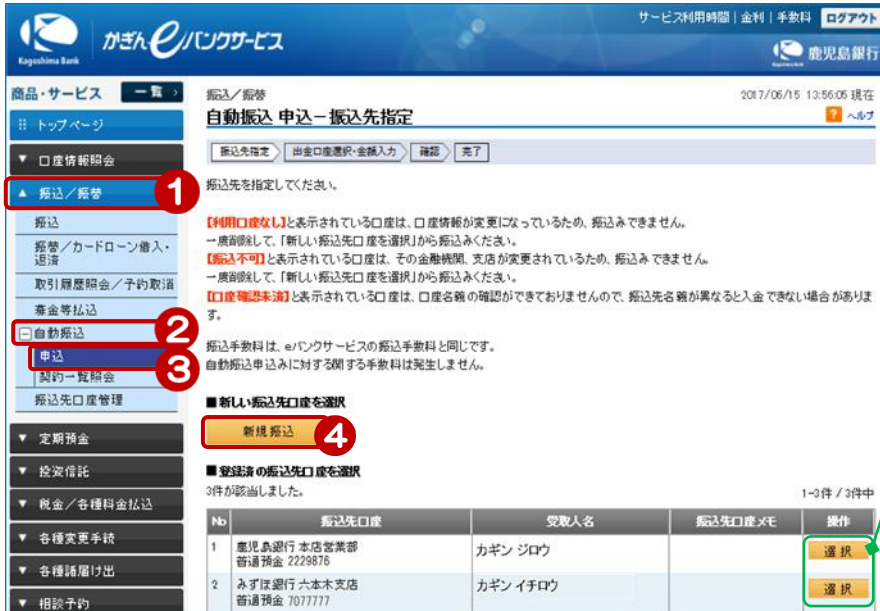 サービス利用時間 | 金利 | 手数料 ログアウト
Kagoshima Bank
かぎんeバンクサービス
鹿児島銀行
商品・サービス 一覧
トップページ
▼ 口座情報照会
▲ 振込/振替 1
振込
振替/カードローン借入・
返済
取引履歴照会/予約取消
募金等払込
自動振込 2
申込 3
契約一覧照会
振込先口座管理
▼ 定期預金
▼ 投資信託
▼ 税金/各種料金払込
▼ 各種変更手続
▼ 各種諸届け出
▼ 相談予約
振込/振替
2017/06/15 13:56:05 現在
自動振込 申込-振込先指定
? ヘルプ
振込先指定 出金口座選択・金額入力 確認 完了
振込先を指定してください。
【利用口座なし】と表示されている口座は、口座情報が変更になっているため、振込みできません。
一度削除して、「新しい振込先口座を選択」から振込みください。
【振込不可】と表示されている口座は、その金融機関、支店が変更されているため、振込みできません。
一度削除して、「新しい振込先口座を選択」から振込みください。
【口座確認未済】と表示されている口座は、口座名義の確認ができておりませんので、振込先名義が異なると入金できない場合がありま
す。
振込手数料は、eバンクサービスの振込手数料と同じです。
自動振込申込みに対する関する手数料は発生しません。
■新しい振込先口座を選択
新規振込 4
■登録済の振込先口座を選択
3件が該当しました。
1-3件 / 3件中
No 振込先口座 受取人名 振込先口座メモ 操作
1 鹿児島銀行 本店営業部 カギン ジロウ 選択
普通預金 2229876
2 みずほ銀行 六本木支店 カギン イチロウ 選択
普通預金 7077777